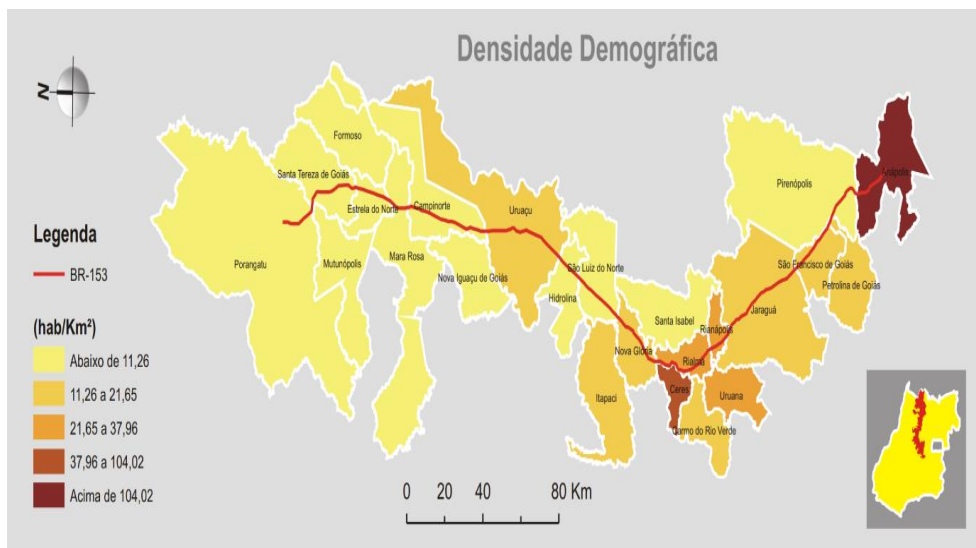 Densidade Demográfica
N
Formoso
Santa Tereza de Goiás
Estrela do Norte
Campinorte
Uruaçu
Porangatu
Mutunópolis
Mara Rosa
Nova Iguaçu de Goiás
São Luiz do Norte
Hidrolina
Santa Isabel
Rianápolis
Nova Glória
Rialma
Ceres
Itapaci
Uruana
Carmo do Rio Verde
Pirenópolis
Anápolis
São Francisco de Goiás
Petrolina de Goiás
Jaraguá
Legenda
BR-153
(hab/Km²)
Abaixo de 11,26
11,26 a 21,65
21,65 a 37,96
37,96 a 104,02
Acima de 104,02
0 20 40 80 Km